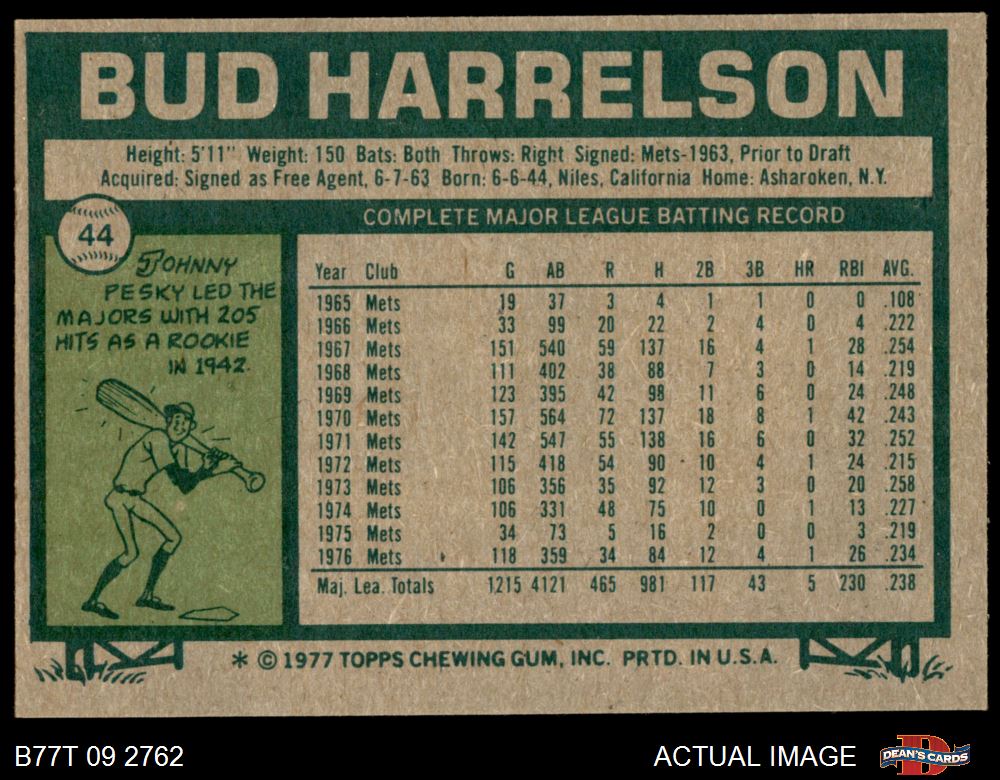 BUD HARRELSON
Height: 5'11" Weight: 150 Bats: Both Throws: Right Signed: Mets-1963, Prior to Draft
Acquired: Signed as Free Agent, 6-7-63 Born: 6-6-44, Niles, California Home: Asharoken, N.Y.
44
JOHNNY
PESKY LED THE
MAJORS WITH 205
HITS AS A ROOKIE
IN 1942.
COMPLETE MAJOR LEAGUE BATTING RECORD
Year Club G AB R H 2B 3B HR RBI AVG.
1965 Mets 19 37 3 4 1 1 0 0 .108
1966 Mets 33 99 20 22 2 4 0 4 .222
1967 Mets 151 540 59 137 16 4 1 28 .254
1968 Mets 111 402 38 88 7 3 0 14 .219
1969 Mets 123 395 42 98 11 6 0 24 .248
1970 Mets 157 564 72 137 18 8 1 42 .243
1971 Mets 142 547 55 138 16 6 0 32 .252
1972 Mets 115 418 54 90 10 4 1 24 .215
1973 Mets 106 356 35 92 12 3 0 20 .258
1974 Mets 106 331 48 75 10 0 1 13 .227
1975 Mets 34 73 5 16 2 0 0 3 .219
1976 Mets 118 359 34 84 12 4 1 26 .234
Maj. Lea. Totals 1215 4121 465 981 117 43 5 230 .238
* © 1977 TOPPS CHEWING GUM, INC. PRTD. IN U.S.A.
B77T 09 2762
ACTUAL IMAGE
DEAN'S CARDS